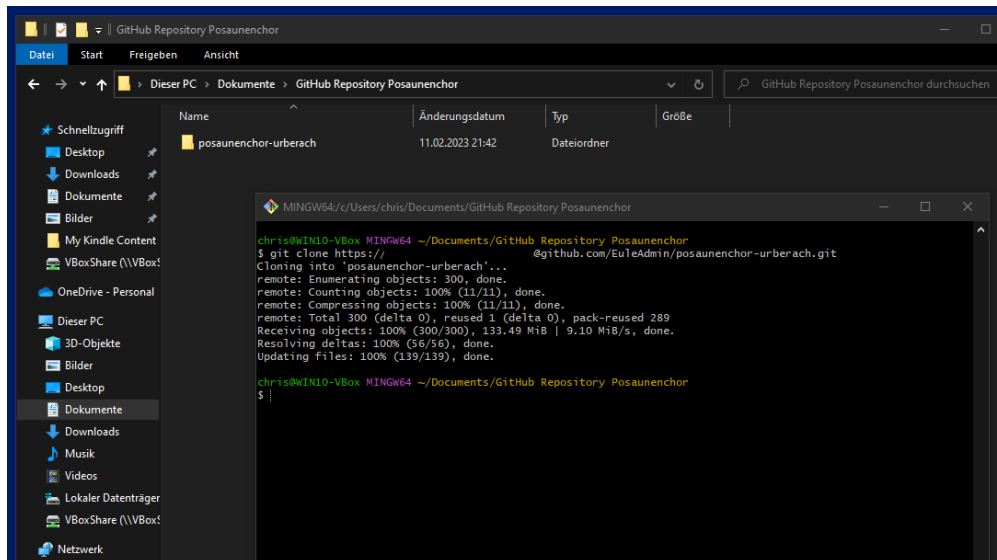 GitHub Repository Posaunenchor
Datei Start Freigeben Ansicht
Dieser PC > Dokumente > GitHub Repository Posaunenchor
GitHub Repository Posaunenchor durchsuchen
Name Änderungsdatum Typ Größe
posaunenchor-urberach 11.02.2023 21:42 Dateiordner
Schnellzugriff
Desktop
Downloads
Dokumente
Bilder
My Kindle Content
VBoxShare (\\VBoxS
OneDrive - Personal
Dieser PC
3D-Objekte
Bilder
Desktop
Dokumente
Downloads
Musik
Videos
Lokaler Datenträger
VBoxShare (\\VBoxS
Netzwerk
MINGW64:/c/Users/chris/Documents/GitHub Repository Posaunenchor
chris@WIN10-VBox MINGW64 ~/Documents/GitHub Repository Posaunenchor
$ git clone https:// @github.com/EuleAdmin/posaunenchor-urberach.git
Cloning into 'posaunenchor-urberach'...
remote: Enumerating objects: 300, done.
remote: Counting objects: 100% (11/11), done.
remote: Compressing objects: 100% (11/11), done.
remote: Total 300 (delta 0), reused 1 (delta 0), pack-reused 289
Receiving objects: 100% (300/300), 133.49 MiB | 9.10 MiB/s, done.
Resolving deltas: 100% (56/56), done.
Updating files: 100% (139/139), done.
chris@WIN10-VBox MINGW64 ~/Documents/GitHub Repository Posaunenchor
$